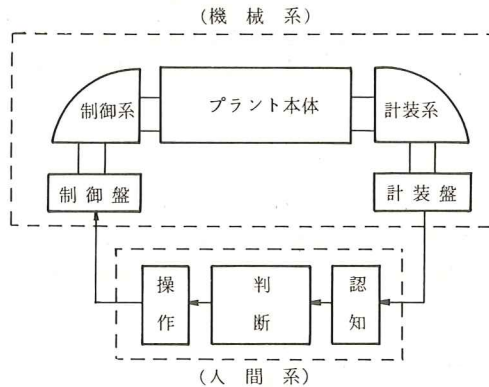 (機械系)
制御系
プラント本体
計装系
制御盤
計装盤
操作
判断
認知
(人間系)